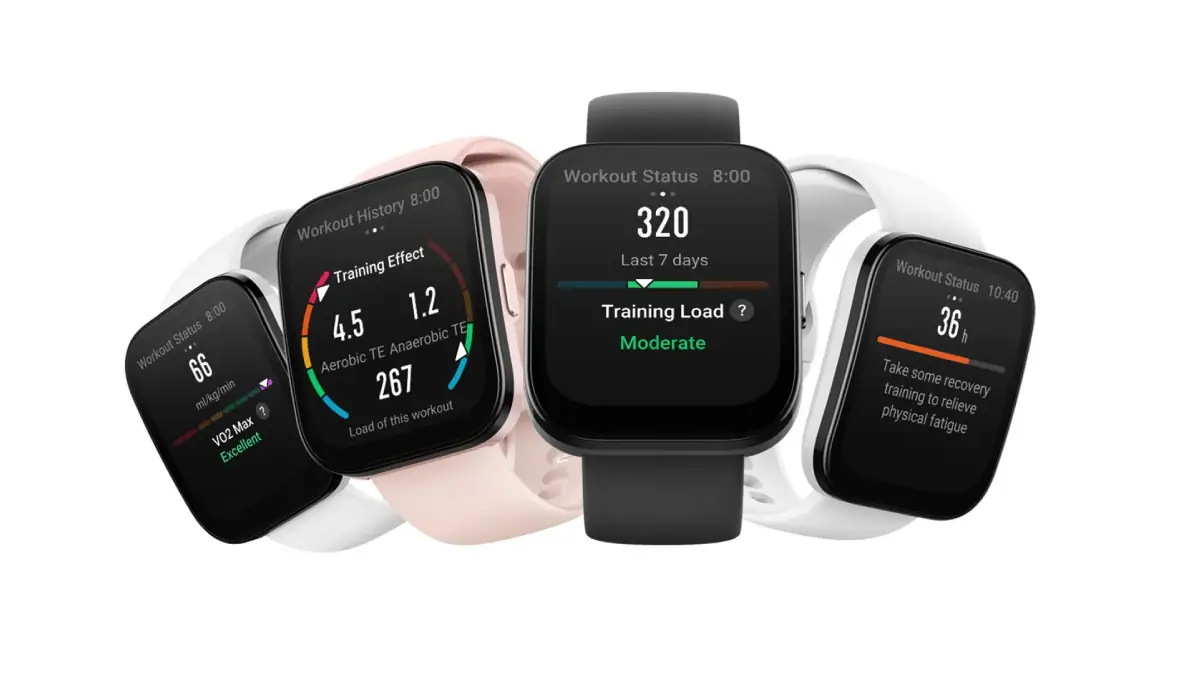 Workout Status 8:00
66
ml/kg/min
VO2 Max ?
Excellent
Workout History 8:00
Training Effect
4.5 1.2
Aerobic TE Anaerobic TE
267
Load of this workout
Workout Status 8:00
320
Last 7 days
Training Load ?
Moderate
Workout Status 10:40
36 h
Take some recovery
training to relieve
physical fatigue